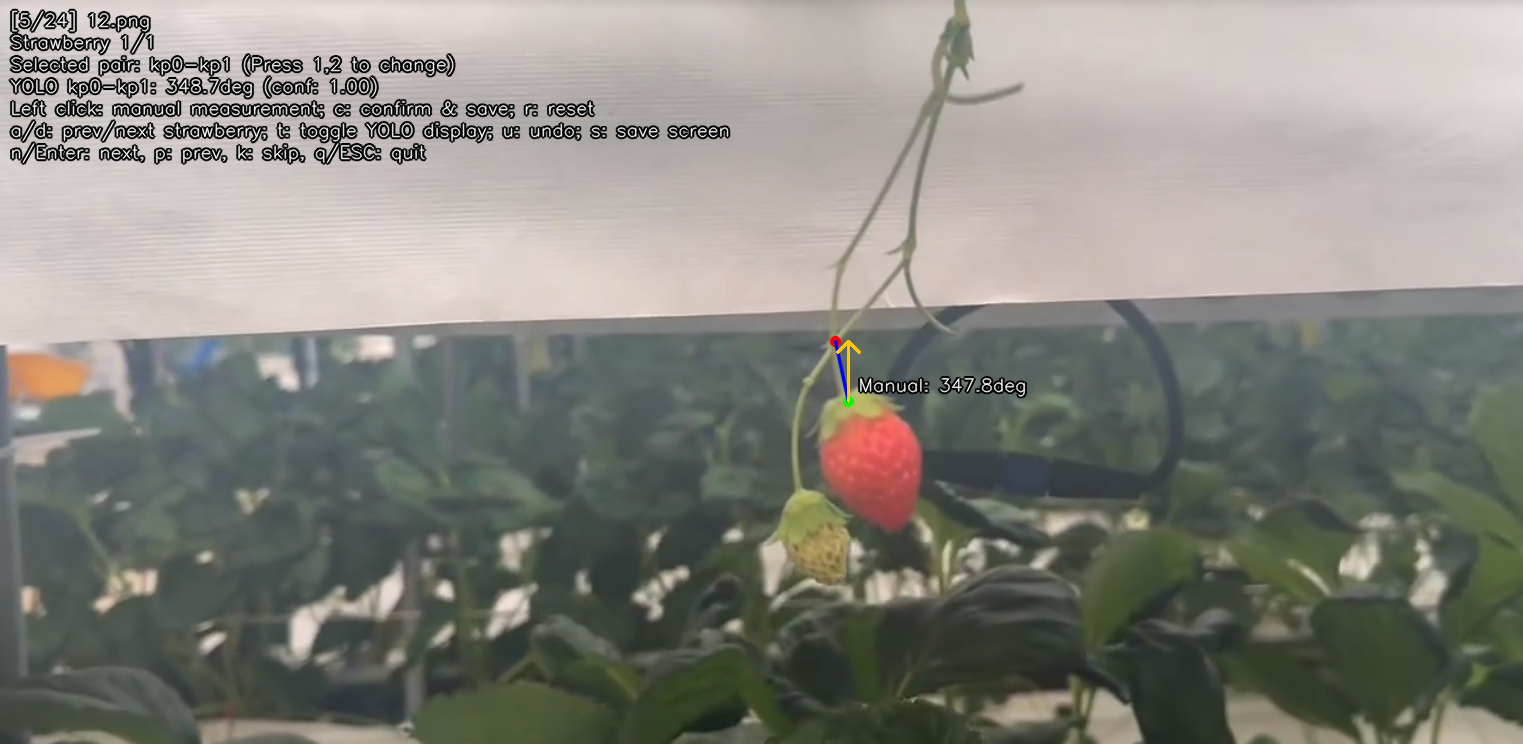 [5/24] 12.png
Strawberry 1/1
Selected pair: kp0-kp1 (Press 1,2 to change)
YOLO kp0-kp1: 348.7deg (conf: 1.00)
Left click: manual measurement; c: confirm & save; r: reset
a/d: prev/next strawberry; t: toggle YOLO display; u: undo; s: save screen
n/Enter: next, p: prev, k: skip, q/ESC: quit
Manual: 347.8deg